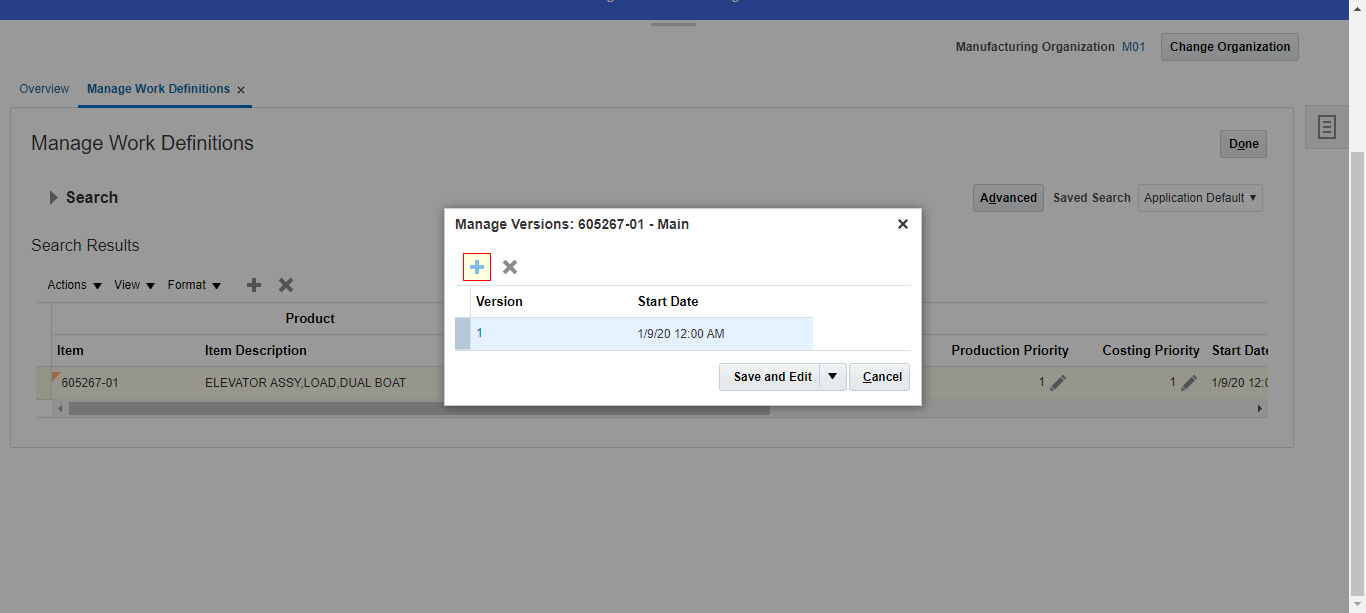 Manufacturing Organization M01 Change Organization
Overview Manage Work Definitions
Manage Work Definitions
Done
Search
Advanced Saved Search Application Default
Search Results
Actions View Format
Product
Item Item Description Production Priority Costing Priority Start Date
605267-01 ELEVATOR ASSY,LOAD,DUAL BOAT 1 1 1/9/20 12:0
Manage Versions: 605267-01 - Main
Version Start Date
1 1/9/20 12:00 AM
Save and Edit Cancel